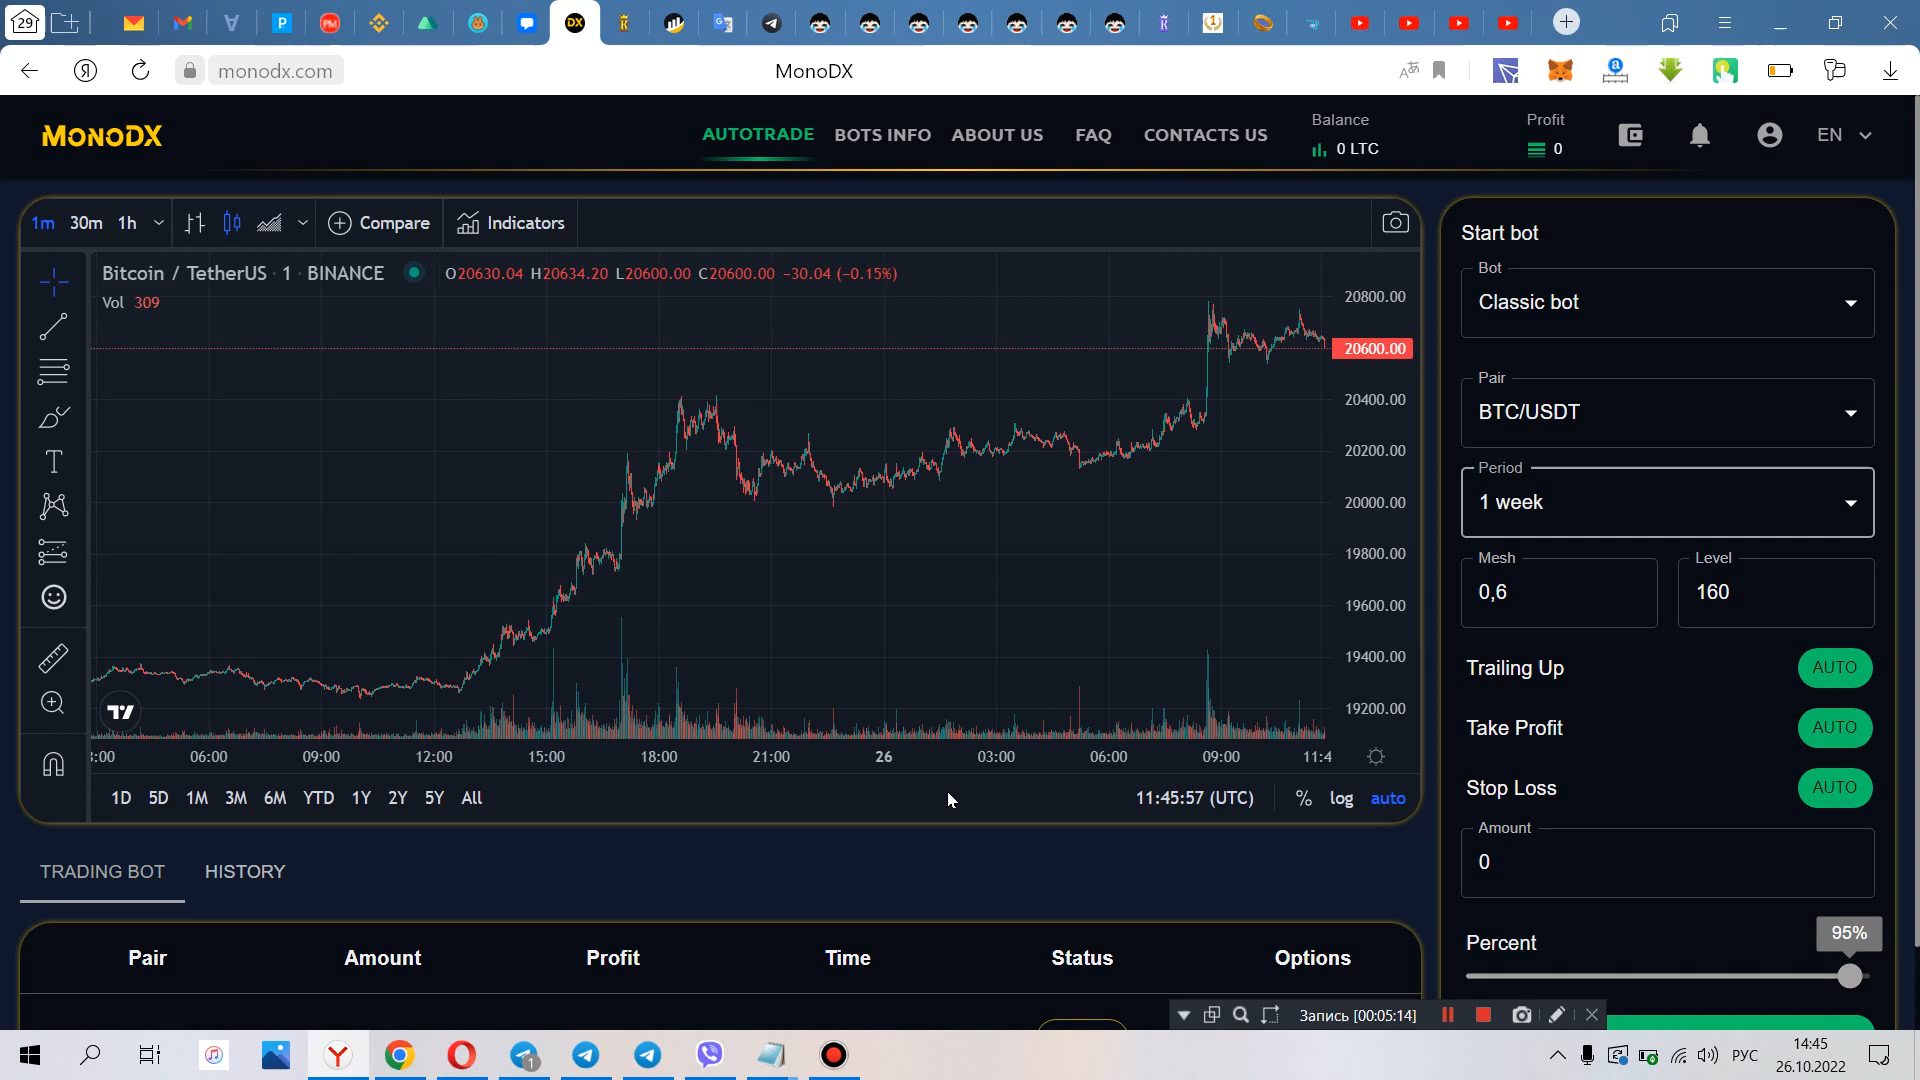 29
monodx.com
MonoDX
MONODX
AUTOTRADE
BOTS INFO
ABOUT US
FAQ
CONTACTS US
Balance
0 LTC
Profit
0
EN
1m 30m 1h
Compare
Indicators
Bitcoin / TetherUS · 1 · BINANCE
O20630.04 H20634.20 L20600.00 C20600.00 −30.04 (−0.15%)
Vol 309
20800.00
20600.00
20400.00
20200.00
20000.00
19800.00
19600.00
19400.00
19200.00
:00 06:00 09:00 12:00 15:00 18:00 21:00 26 03:00 06:00 09:00 11:4
1D 5D 1M 3M 6M YTD 1Y 2Y 5Y All
11:45:57 (UTC)
% log auto
Start bot
Bot
Classic bot
Pair
BTC/USDT
Period
1 week
Mesh
0,6
Level
160
Trailing Up
AUTO
Take Profit
AUTO
Stop Loss
AUTO
Amount
0
Percent
95%
TRADING BOT
HISTORY
Pair Amount Profit Time Status Options
Запись [00:05:14]
1
РУС
14:45
26.10.2022